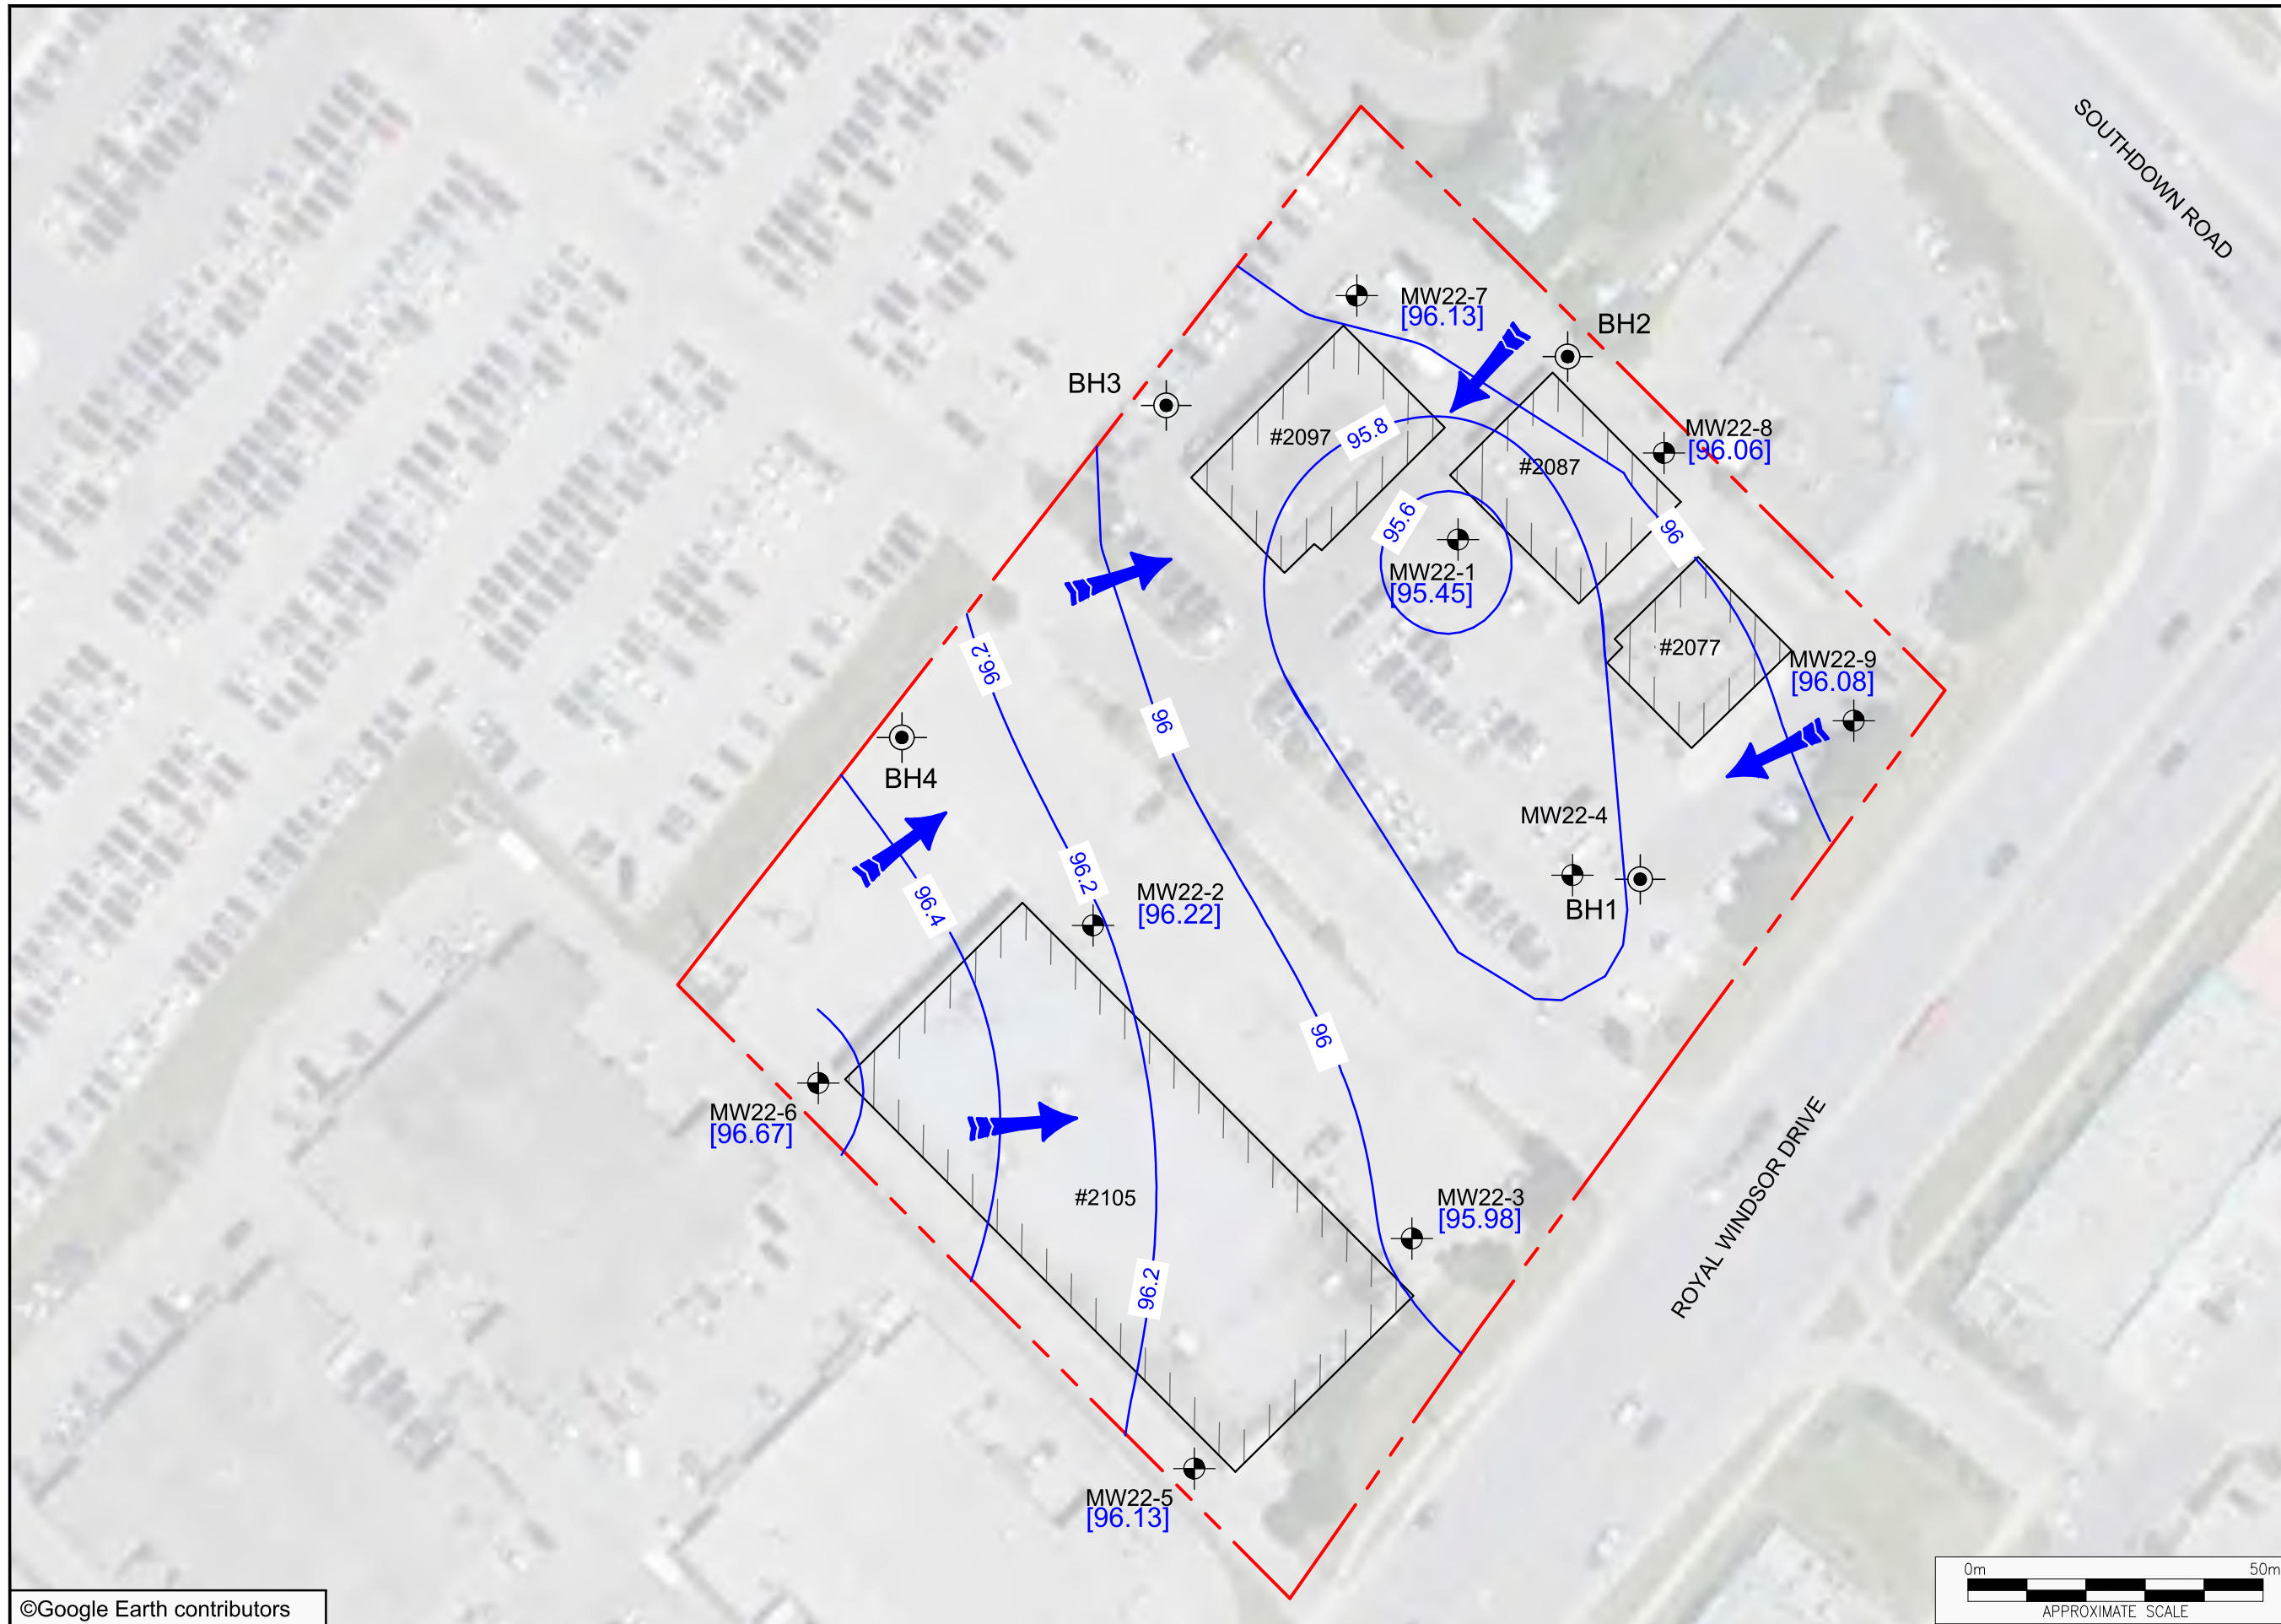 SOUTHDOWN ROAD
MW22-7
[96.13]
BH2
BH3
MW22-8
[96.06]
#2097
95.8
#2087
95.6
96
MW22-1
[95.45]
#2077
MW22-9
[96.08]
96.2
96
BH4
MW22-4
96.2
MW22-2
[96.22]
96.4
BH1
96
MW22-6
[96.67]
#2105
MW22-3
[95.98]
ROYAL WINDSOR DRIVE
96.2
MW22-5
[96.13]
0m 50m
APPROXIMATE SCALE
©Google Earth contributors